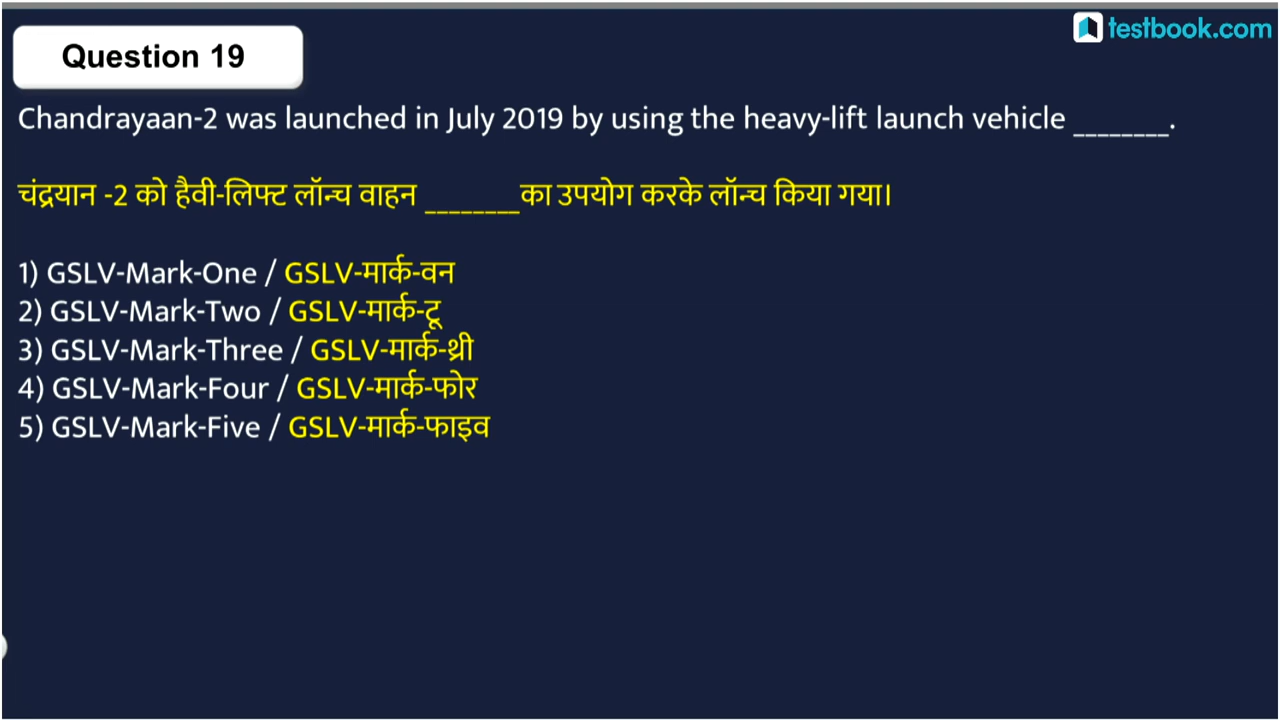 testbook.com
Question 19
Chandrayaan-2 was launched in July 2019 by using the heavy-lift launch vehicle ________.
चंद्रयान -2 को हैवी-लिफ्ट लॉन्च वाहन ________का उपयोग करके लॉन्च किया गया।
1) GSLV-Mark-One / GSLV-मार्क-वन
2) GSLV-Mark-Two / GSLV-मार्क-टू
3) GSLV-Mark-Three / GSLV-मार्क-थ्री
4) GSLV-Mark-Four / GSLV-मार्क-फोर
5) GSLV-Mark-Five / GSLV-मार्क-फाइव